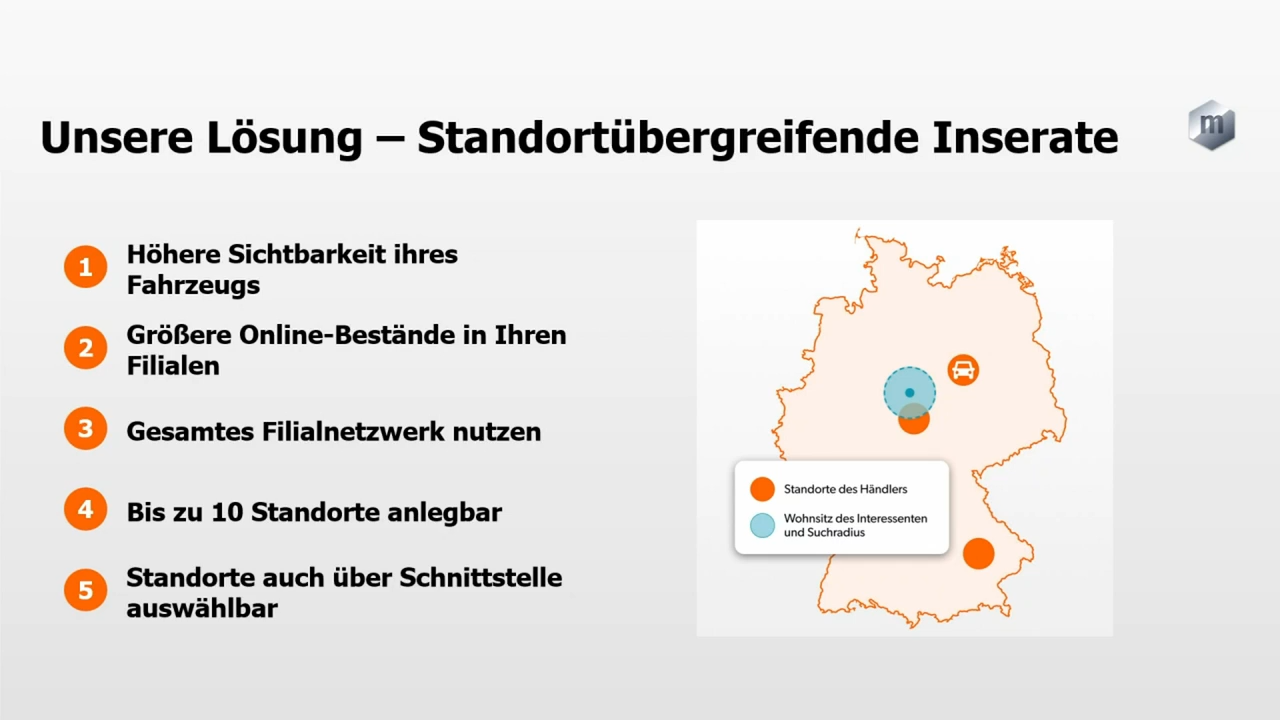 Unsere Lösung – Standortübergreifende Inserate
m
1
Höhere Sichtbarkeit ihres
Fahrzeugs
2
Größere Online-Bestände in Ihren
Filialen
3
Gesamtes Filialnetzwerk nutzen
4
Bis zu 10 Standorte anlegbar
5
Standorte auch über Schnittstelle
auswählbar
Standorte des Händlers
Wohnsitz des Interessenten
und Suchradius